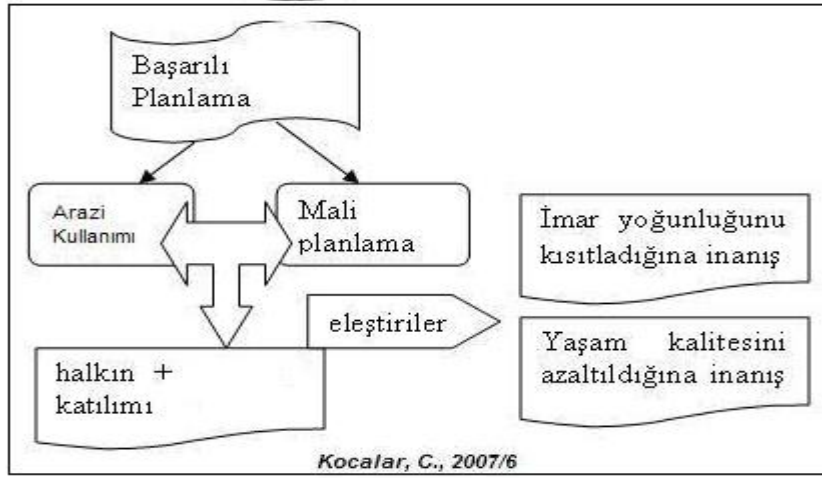 Başarılı
Planlama
Arazi
Kullanımı
Mali
planlama
İmar yoğunluğunu
kısıtladığına inanış
eleştiriler
Yaşam kalitesini
azaltıldığına inanış
halkın +
katılımı
Kocalar, C., 2007/6